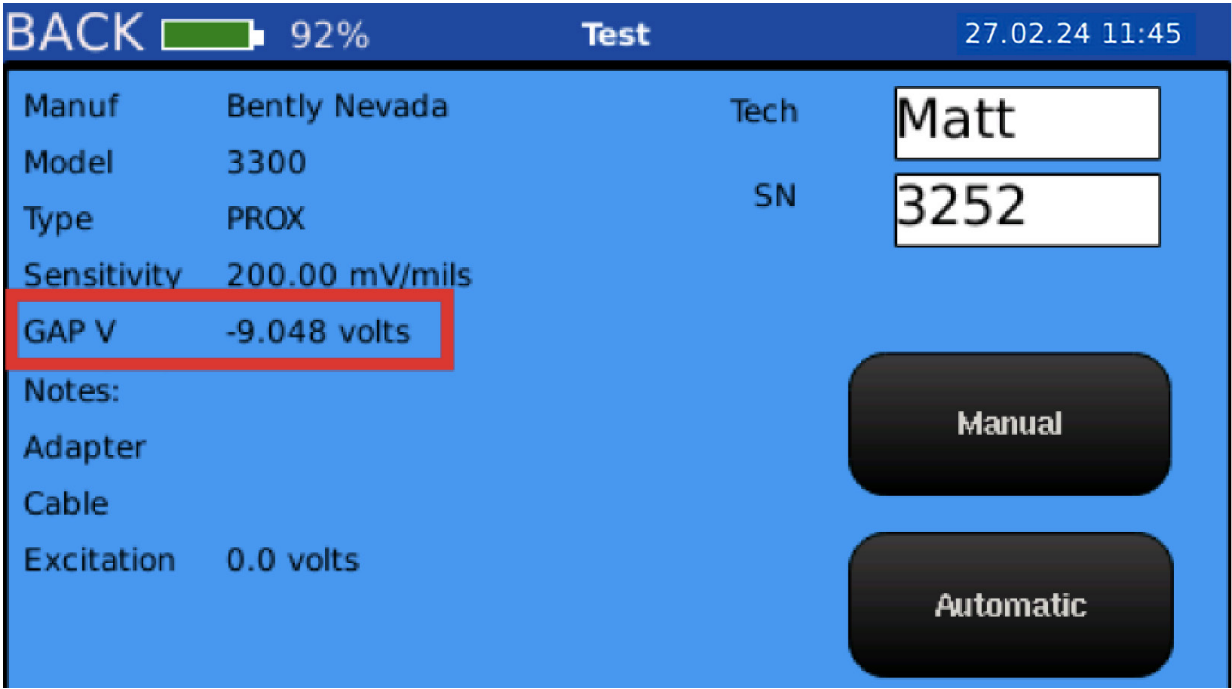 BACK 92% Test 27.02.24 11:45
Manuf Bently Nevada
Tech Matt
Model 3300
SN 3252
Type PROX
Sensitivity 200.00 mV/mils
GAP V -9.048 volts
Notes:
Manual
Adapter
Cable
Excitation 0.0 volts
Automatic